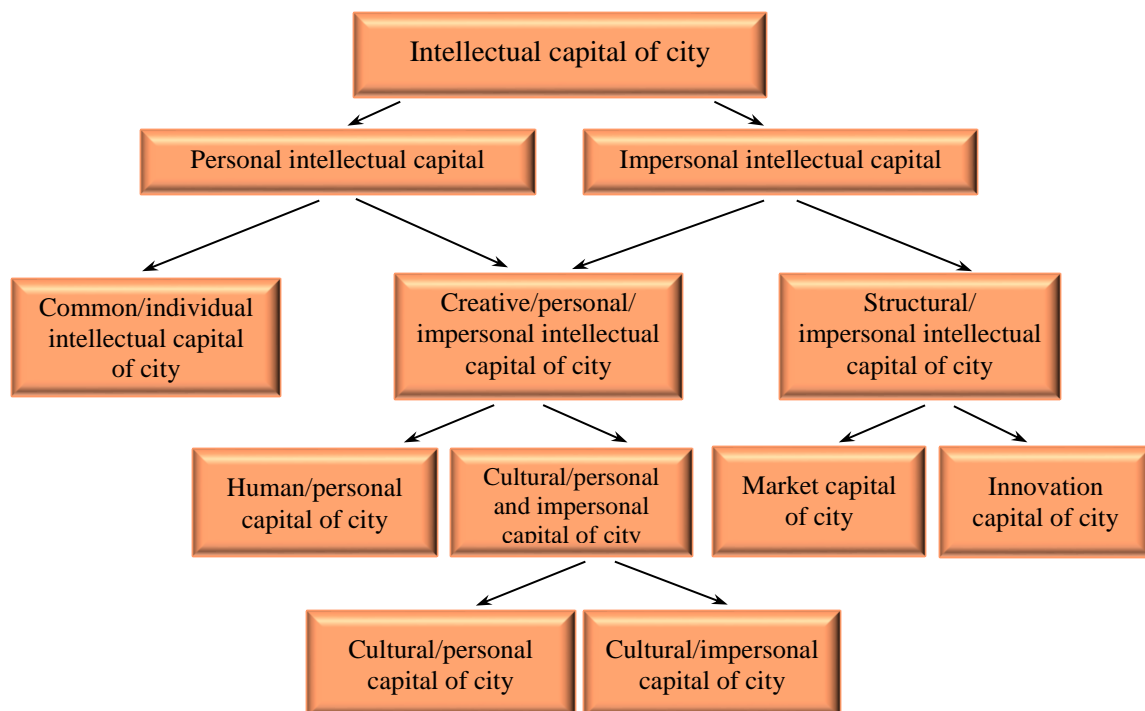 Intellectual capital of city
Personal intellectual capital
Impersonal intellectual capital
Common/individual
intellectual capital
of city
Creative/personal/
impersonal intellectual
capital of city
Structural/
impersonal intellectual
capital of city
Human/personal
capital of city
Cultural/personal
and impersonal
capital of city
Market capital
of city
Innovation
capital of city
Cultural/personal
capital of city
Cultural/impersonal
capital of city